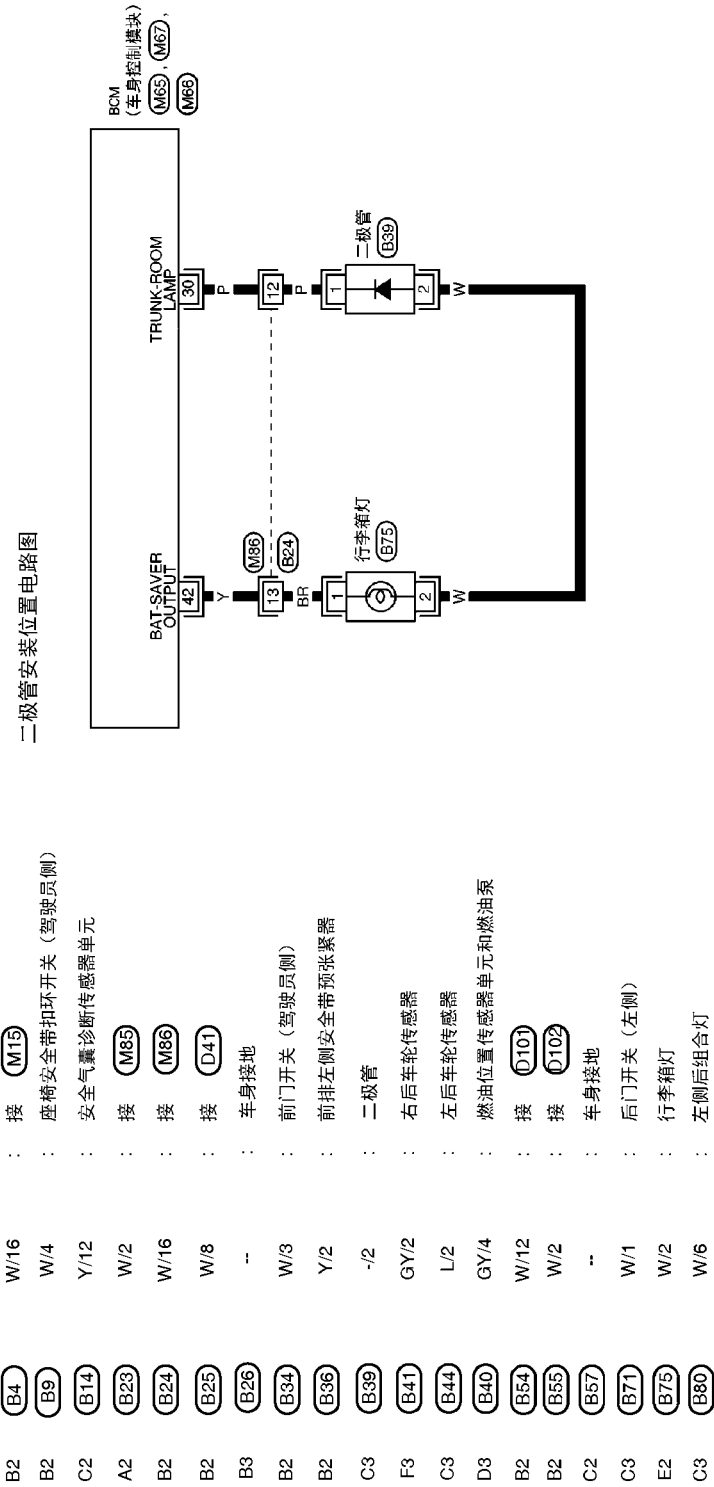 二极管安装位置电路图
BCM
（车身控制模块）
M65 , M67 ,
M66
BAT-SAVER
OUTPUT
TRUNK-ROOM
LAMP
42
30
Y
P
M86
13
12
B24
BR
P
行李箱灯
B75
二极管
B39
1
1
2
2
W
W
B2 B4 W/16 : 接 M15
B2 B9 W/4 : 座椅安全带扣环开关（驾驶员侧）
C2 B14 Y/12 : 安全气囊诊断传感器单元
A2 B23 W/2 : 接 M85
B2 B24 W/16 : 接 M86
B2 B25 W/8 : 接 D41
B3 B26 -- : 车身接地
B2 B34 W/3 : 前门开关（驾驶员侧）
B2 B36 Y/2 : 前排左侧安全带预张紧器
C3 B39 -/2 : 二极管
F3 B41 GY/2 : 右后车轮传感器
C3 B44 L/2 : 左后车轮传感器
D3 B40 GY/4 : 燃油位置传感器单元和燃油泵
B2 B54 W/12 : 接 D101
B2 B55 W/2 : 接 D102
C2 B57 -- : 车身接地
C3 B71 W/1 : 后门开关（左侧）
E2 B75 W/2 : 行李箱灯
C3 B80 W/6 : 左侧后组合灯